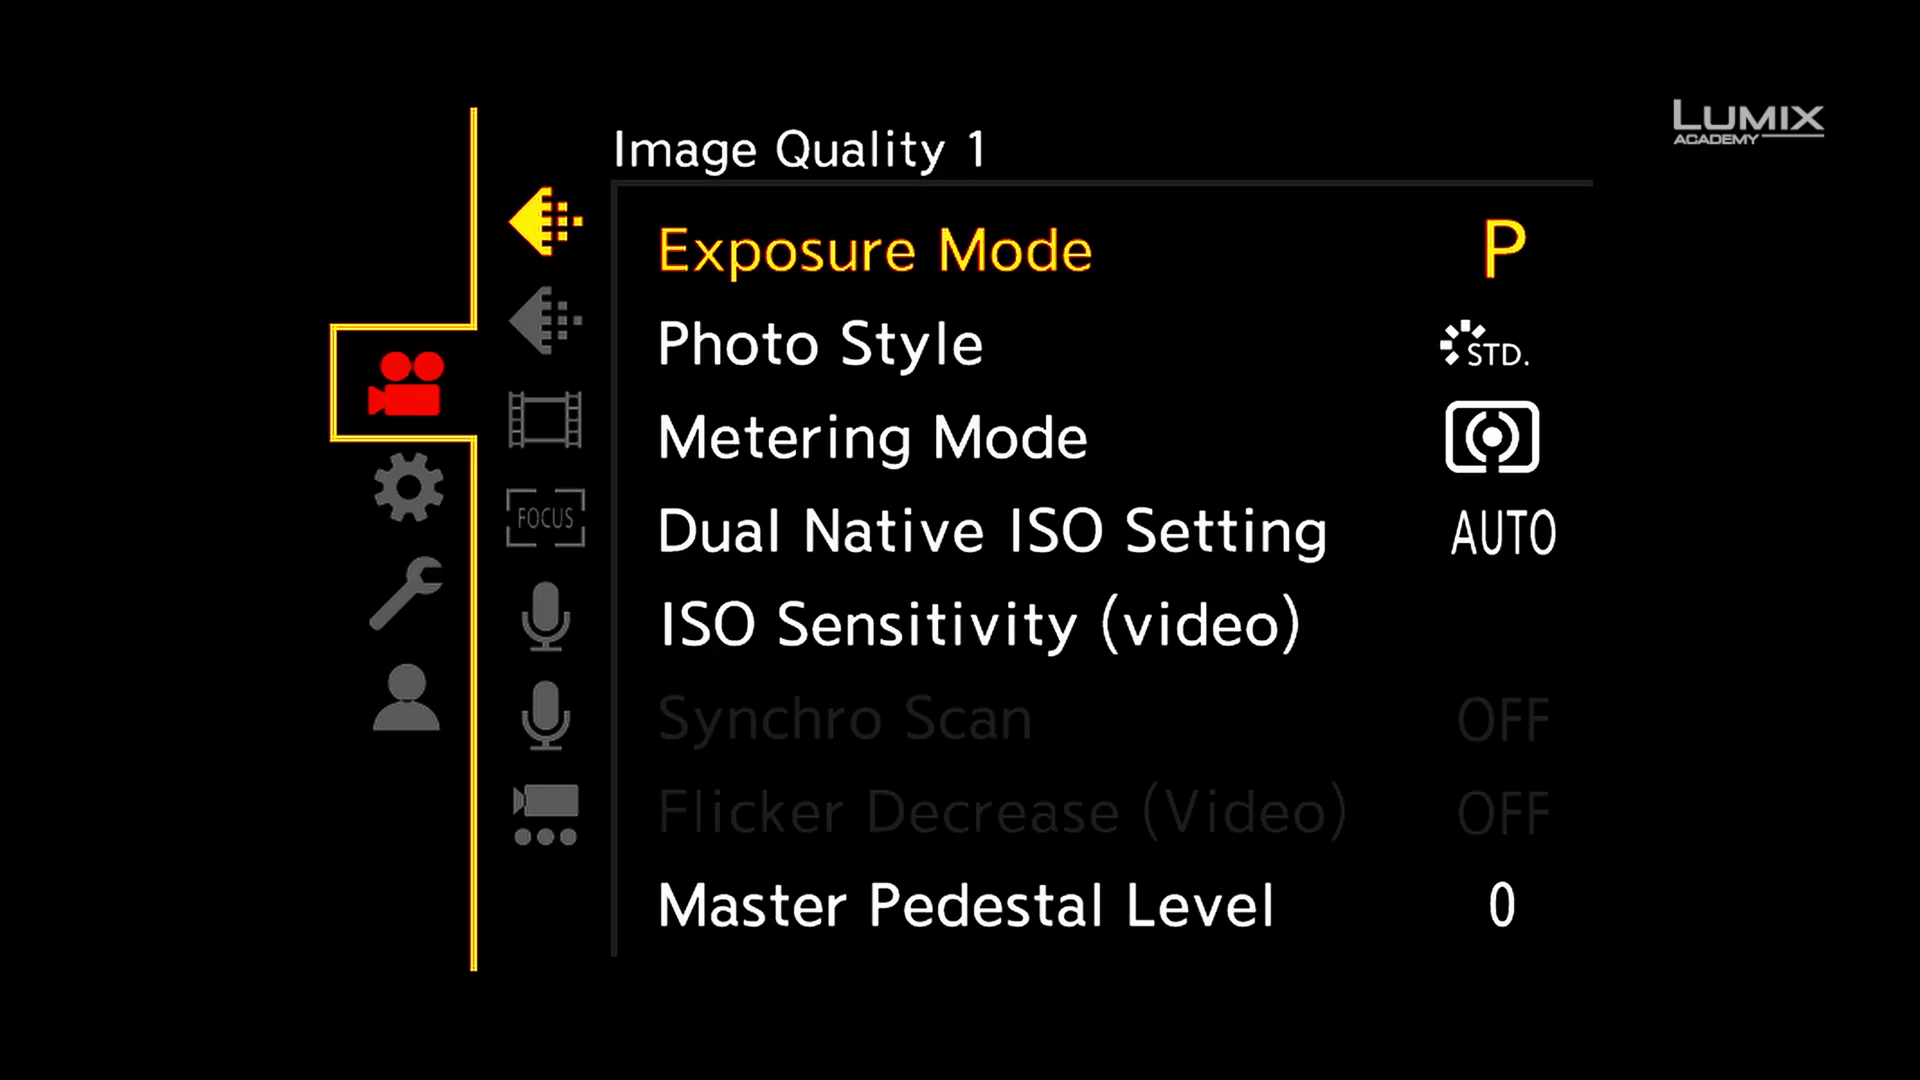 LUMIX
ACADEMY
Image Quality 1
Exposure Mode P
Photo Style STD.
Metering Mode
Dual Native ISO Setting AUTO
ISO Sensitivity (video)
Synchro Scan OFF
Flicker Decrease (Video) OFF
Master Pedestal Level 0
FOCUS